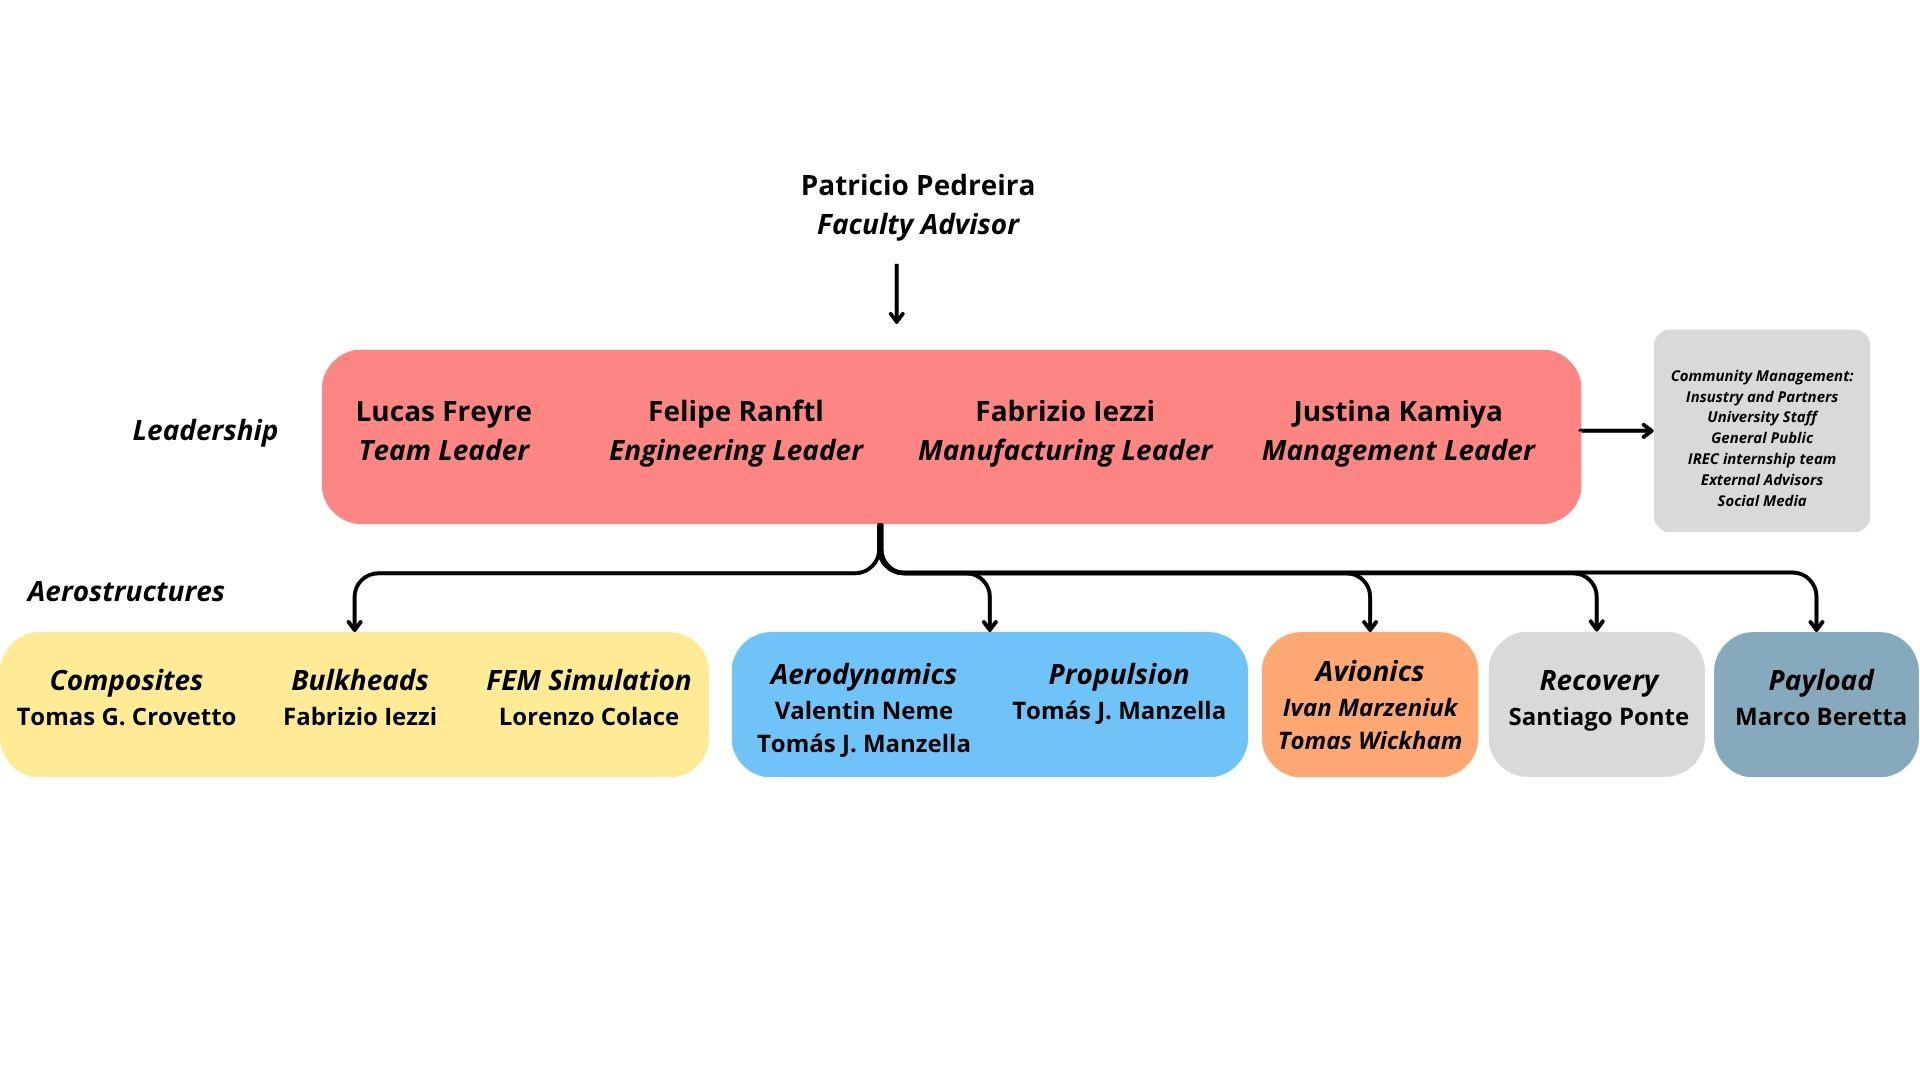 Patricio Pedreira
Faculty Advisor
Leadership
Lucas Freyre
Team Leader
Felipe Ranftl
Engineering Leader
Fabrizio Iezzi
Manufacturing Leader
Justina Kamiya
Management Leader
Community Management:
Insustry and Partners
University Staff
General Public
IREC internship team
External Advisors
Social Media
Aerostructures
Composites
Tomas G. Crovetto
Bulkheads
Fabrizio Iezzi
FEM Simulation
Lorenzo Colace
Aerodynamics
Valentin Neme
Tomás J. Manzella
Propulsion
Tomás J. Manzella
Avionics
Ivan Marzeniuk
Tomas Wickham
Recovery
Santiago Ponte
Payload
Marco Beretta